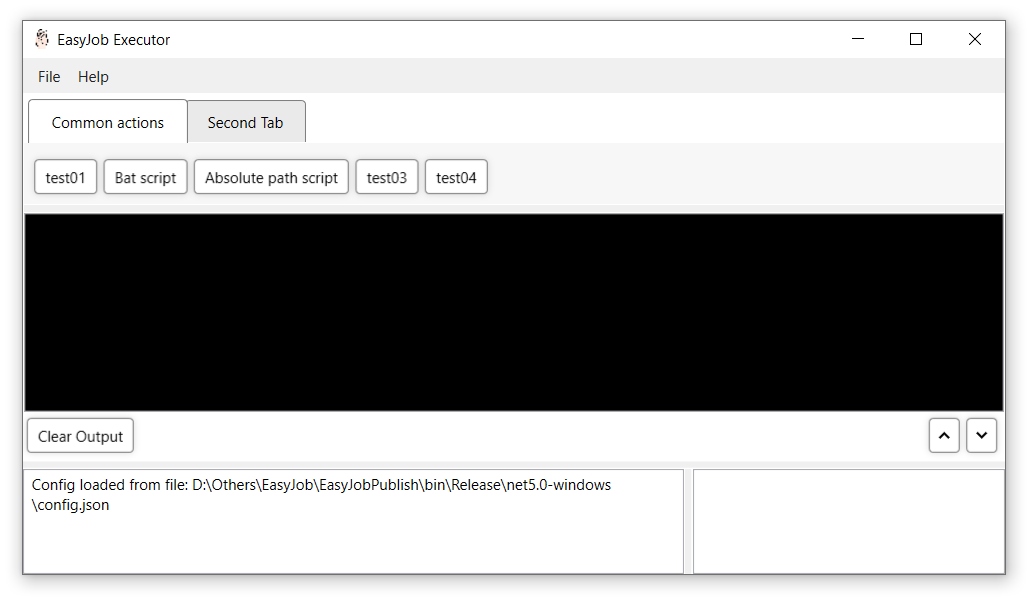 EasyJob Executor
File Help
Common actions Second Tab
test01 Bat script Absolute path script test03 test04
Clear Output
Config loaded from file: D:\Others\EasyJob\EasyJobPublish\bin\Release\net5.0-windows
\config.json